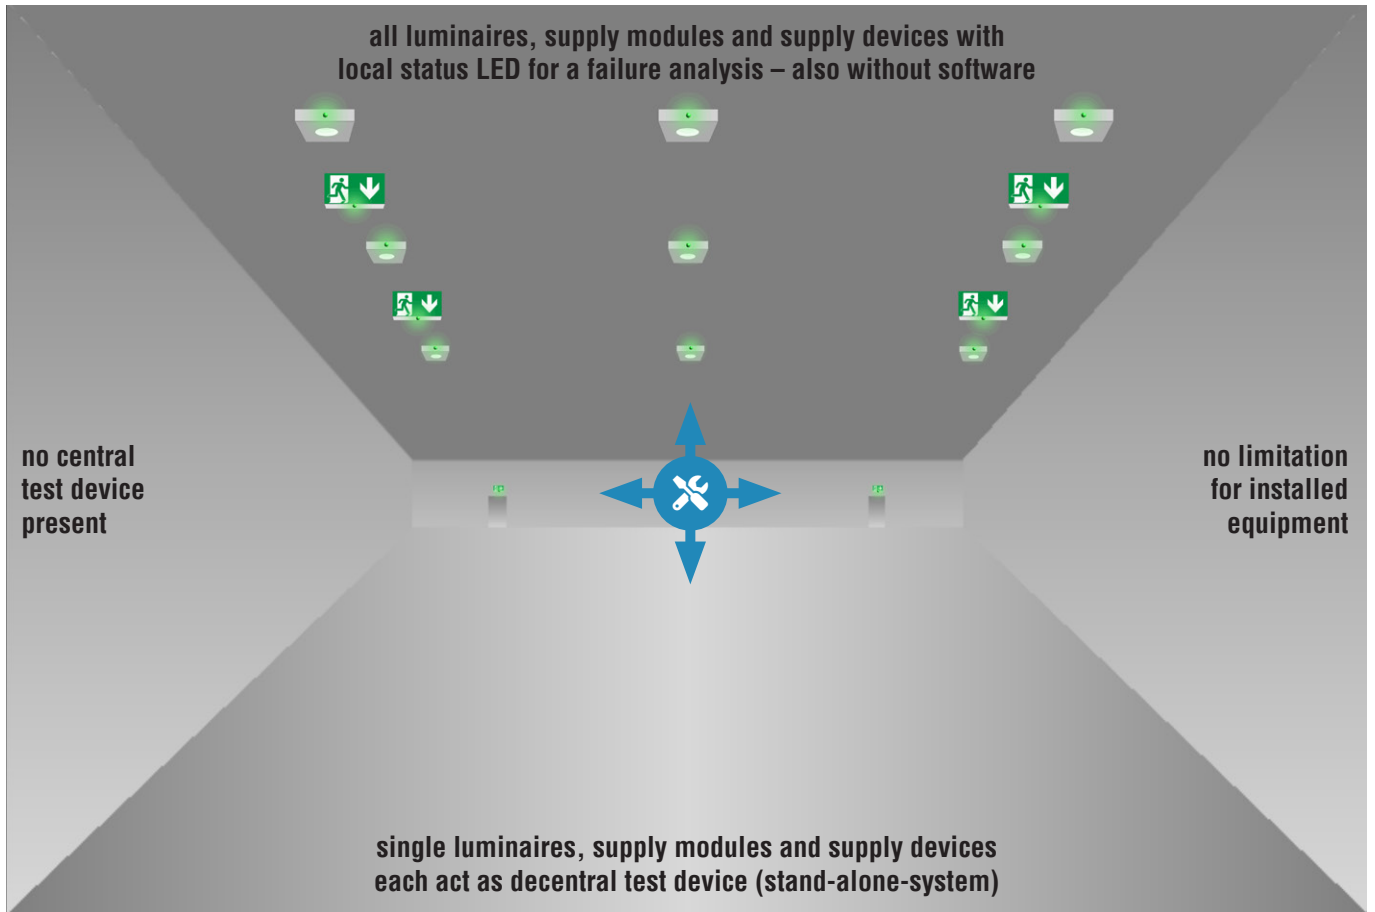 all luminaires, supply modules and supply devices with
local status LED for a failure analysis – also without software
no central
test device
present
no limitation
for installed
equipment
single luminaires, supply modules and supply devices
each act as decentral test device (stand-alone-system)